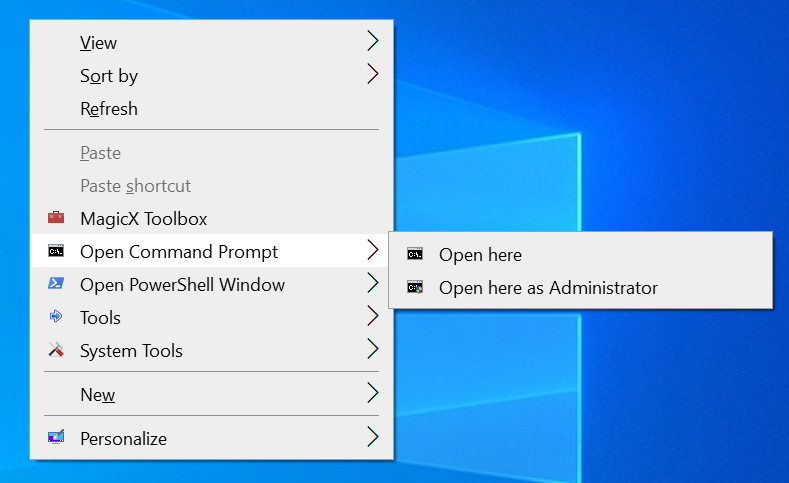 View
Sort by
Refresh
Paste
Paste shortcut
MagicX Toolbox
Open Command Prompt
Open PowerShell Window
Tools
System Tools
New
Personalize
Open here
Open here as Administrator